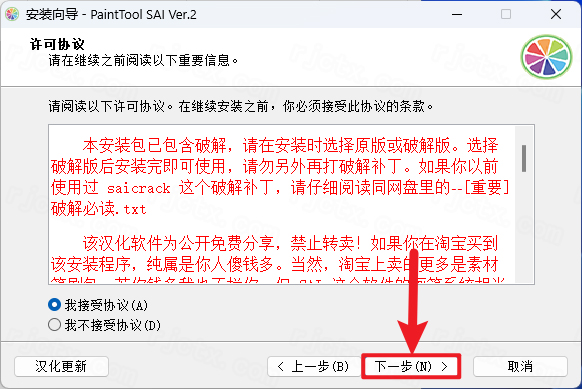 安装向导 - PaintTool SAI Ver.2
许可协议
请在继续之前阅读以下重要信息。
请阅读以下许可协议。在继续安装之前，你必须接受此协议的条款。
本安装包已包含破解，请在安装时选择原版或破解版。选择
破解版后安装完即可使用，请勿另外再打破解补丁。如果你以前
使用过 saicrack 这个破解补丁，请仔细阅读同网盘里的--[重要]
破解必读.txt
该汉化软件为公开免费分享，禁止转卖！如果你在淘宝买到
该安装程序，纯属是你人傻钱多。当然，淘宝上卖的更多是素材
我接受协议(A)
我不接受协议(D)
汉化更新
< 上一步(B)
下一步(N) >
取消